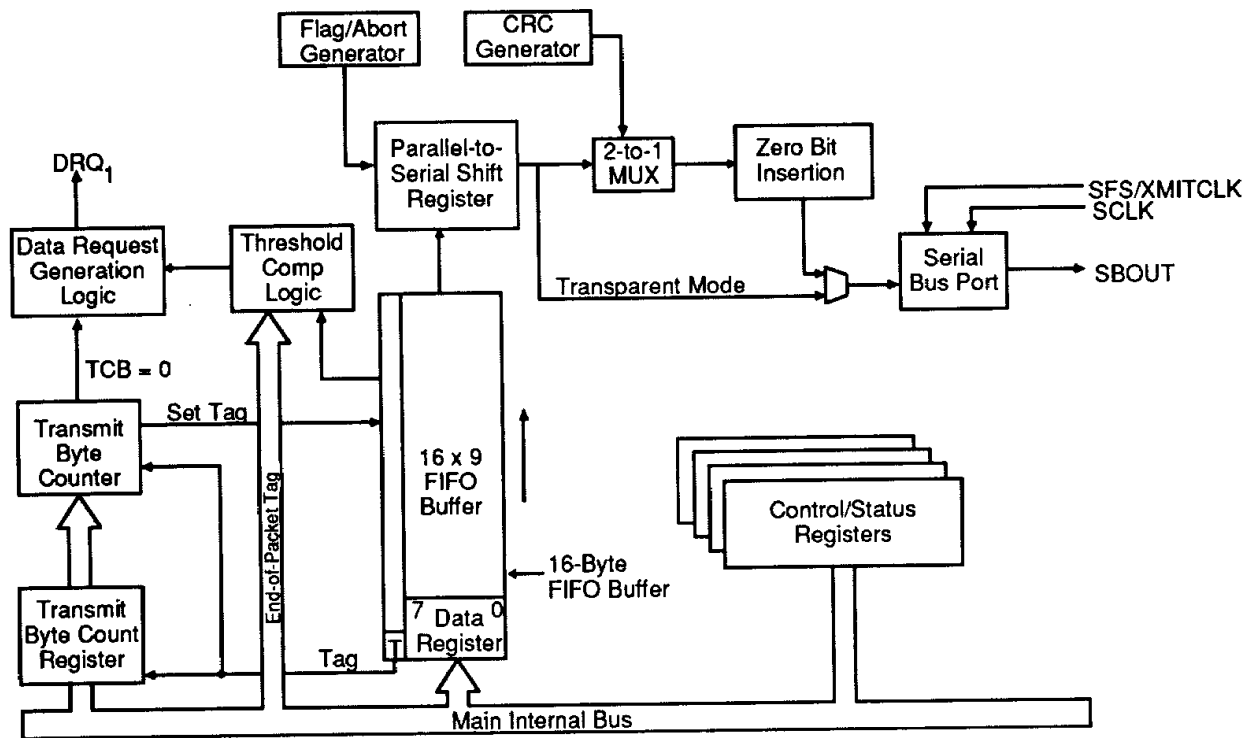 Flag/Abort
Generator
CRC
Generator
Parallel-to-
Serial Shift
Register
2-to-1
MUX
Zero Bit
Insertion
DRQ1
SFS/XMITCLK
SCLK
Data Request
Generation
Logic
Threshold
Comp
Logic
Serial
Bus Port
SBOUT
Transparent Mode
TCB = 0
Set Tag
Transmit
Byte
Counter
16 x 9
FIFO
Buffer
End-of-Packet Tag
Control/Status
Registers
16-Byte
FIFO Buffer
Transmit
Byte Count
Register
7 0
Data
Register
T
Tag
Main Internal Bus